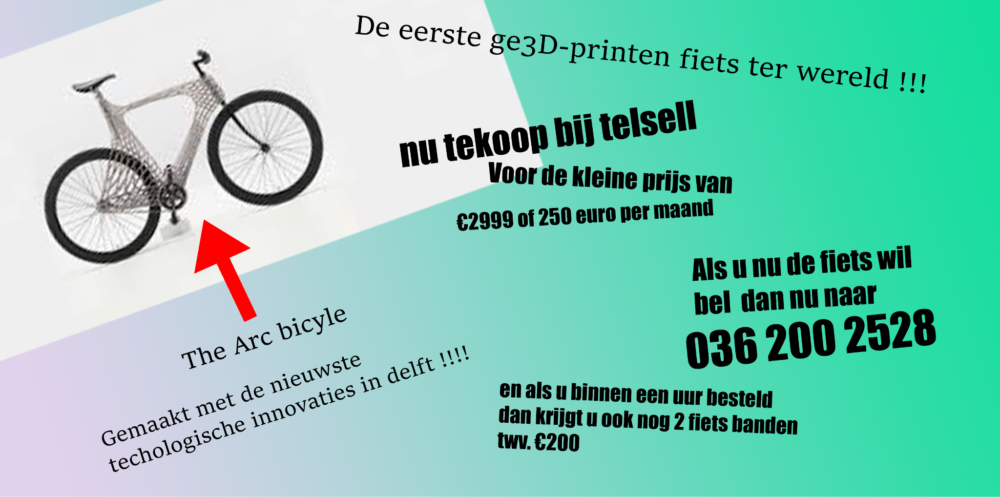 De eerste ge3D-printen fiets ter wereld !!!
nu tekoop bij telsell
Voor de kleine prijs van
€2999 of 250 euro per maand
Als u nu de fiets wil
bel dan nu naar
036 200 2528
The Arc bicyle
Gemaakt met de nieuwste
techologische innovaties in delft !!!!
en als u binnen een uur besteld
dan krijgt u ook nog 2 fiets banden
twv. €200